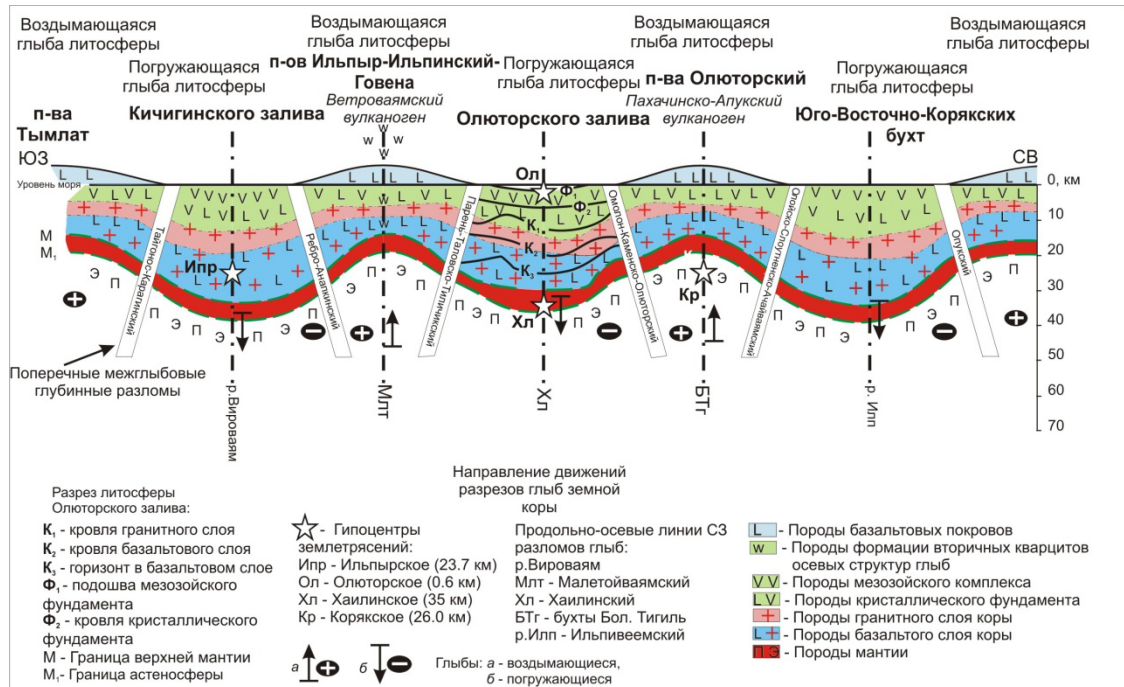 Воздымающаяся
глыба литосферы
Погружающаяся
глыба литосферы
Воздымающаяся
глыба литосферы
п-ов Ильпыр-Ильпинский-
Говена
Ветроваямский
вулканоген
Погружающаяся
глыба литосферы
Воздымающаяся
глыба литосферы
п-ва Олюторский
Пахачинско-Апукский
вулканоген
Погружающаяся
глыба литосферы
Воздымающаяся
глыба литосферы
п-ва
Тымлат
Кичигинского залива
Олюторского залива
Юго-Восточно-Корякских
бухт
ЮЗ
СВ
Уровень моря
0, км
10
20
30
40
50
60
70
М
М₁
Ол
Ф₁
Ф₂
К₁
К₂
К₃
Ипр
Хл
Кр
Тайгонос-Карагинский
Ребро-Анапкинский
Парень-Таловско-Типичикский
Омолон-Каменско-Олюторский
Опукский
Поперечные межглыбовые
глубинные разломы
р.Вироваям
Млт
Хл
БТг
р. Илп
Разрез литосферы
Олюторского залива:
К₁ - кровля гранитного слоя
К₂ - кровля базальтового слоя
К₃ - горизонт в базальтовом слое
Ф₁ - подошва мезозойского
фундамента
Ф₂ - кровля кристаллического
фундамента
М - Граница верхней мантии
М₁- Граница астеносферы
- Гипоцентры
землетрясений:
Ипр - Ильпырское (23.7 км)
Ол - Олюторское (0.6 км)
Хл - Хаилинское (35 км)
Кр - Корякское (26.0 км)
а
б
Направление движений
разрезов глыб земной
коры
Продольно-осевые линии СЗ
разломов глыб:
р.Вироваям
Млт - Малетойваямский
Хл - Хаилинский
БТг - бухты Бол. Тигиль
р.Илп - Ильпивеемский
Глыбы: а - воздымающиеся,
б - погружающиеся
L - Породы базальтовых покровов
w - Породы формации вторичных кварцитов
осевых структур глыб
V V - Породы мезозойского комплекса
L V - Породы кристаллического фундамента
+ + - Породы гранитного слоя коры
L + - Породы базальтого слоя коры
П Э - Породы мантии